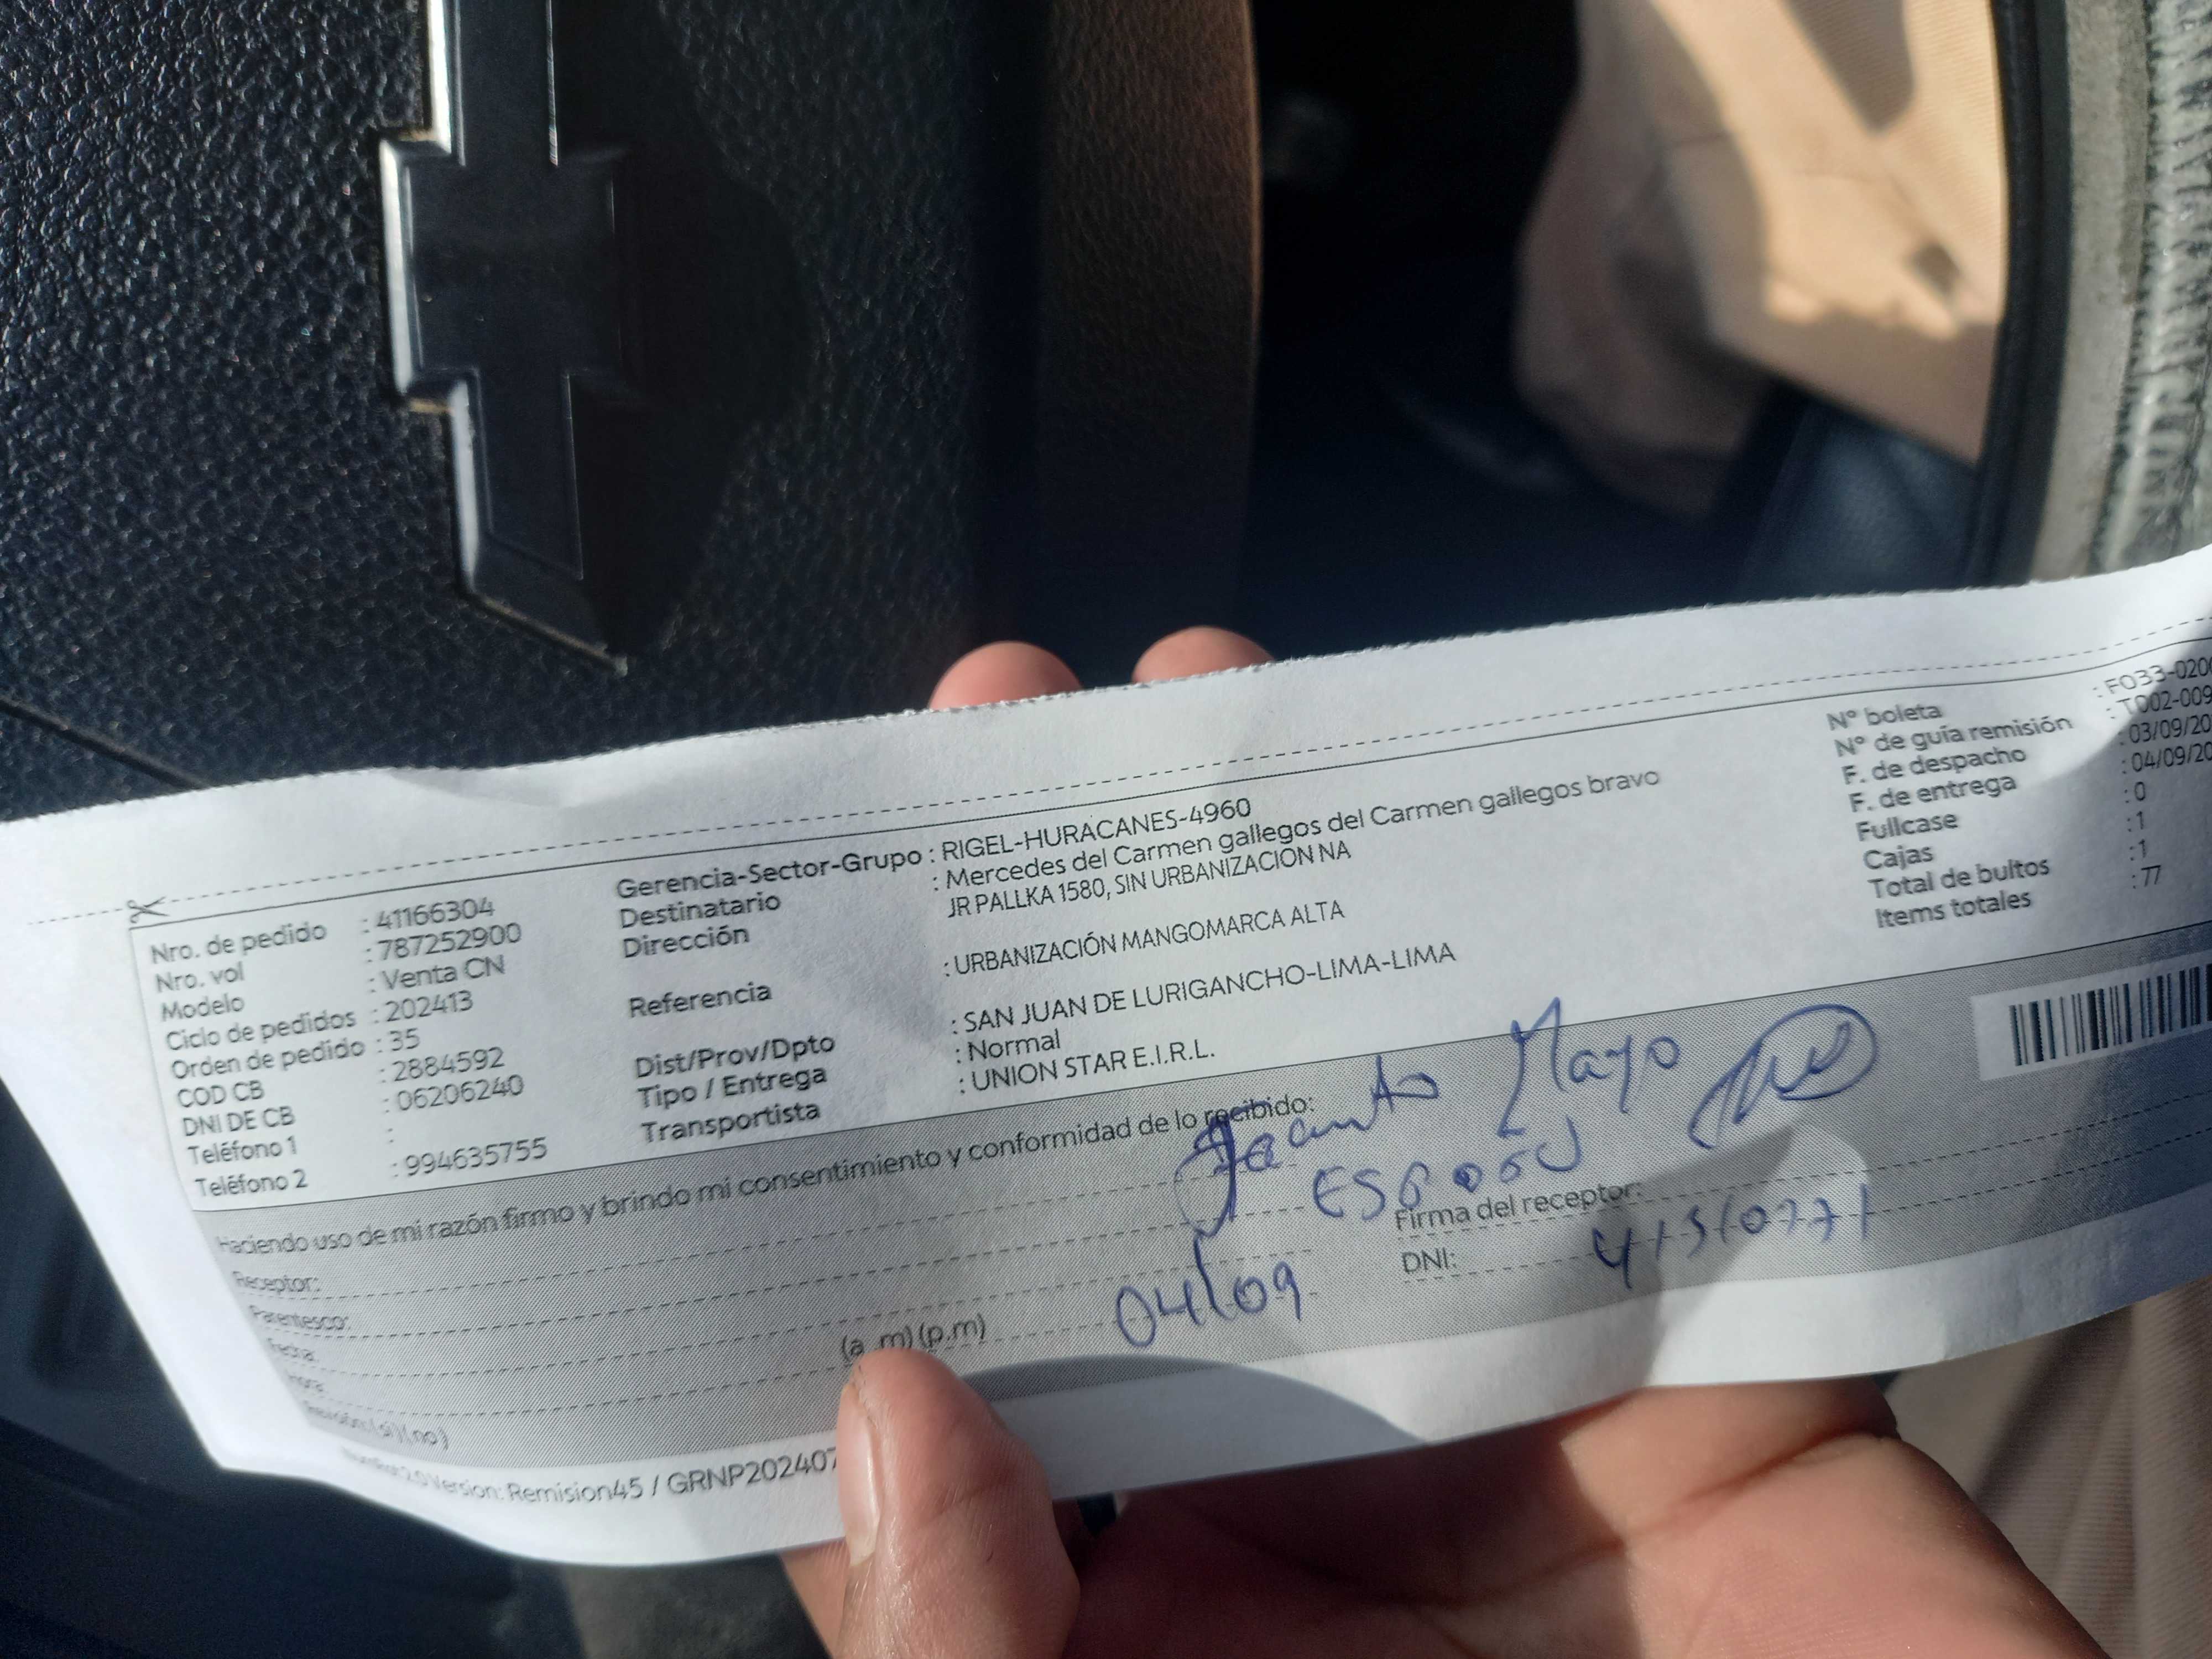 Nro. de pedido : 41166304
Nro. vol : 787252900
Modelo : Venta CN
Ciclo de pedidos : 202413
Orden de pedido : 35
COD CB : 2884592
DNI DE CB : 06206240
Teléfono 1 :
Teléfono 2 : 994635755
Gerencia-Sector-Grupo : RIGEL-HURACANES-4960
Destinatario : Mercedes del Carmen gallegos del Carmen gallegos bravo
Dirección JR PALLKA 1580, SIN URBANIZACION NA
Referencia : URBANIZACIÓN MANGOMARCA ALTA
Dist/Prov/Dpto : SAN JUAN DE LURIGANCHO-LIMA-LIMA
Tipo / Entrega : Normal
Transportista : UNION STAR E.I.R.L.
N° boleta : F033-020
N° de guía remisión : T002-009
F. de despacho : 03/09/20
F. de entrega : 04/09/20
Fullcase : 0
Cajas : 1
Total de bultos : 1
Items totales : 77
Haciendo uso de mi razón firmo y brindo mi consentimiento y conformidad de lo recibido:
Receptor:
Mayo
Parentesco:
Esposo
Fecha:
Firma del receptor:
Hora: (a.m) (p.m)
04/09
DNI:
Revisión: (si) (no)
Version: Remision45 / GRNP202407